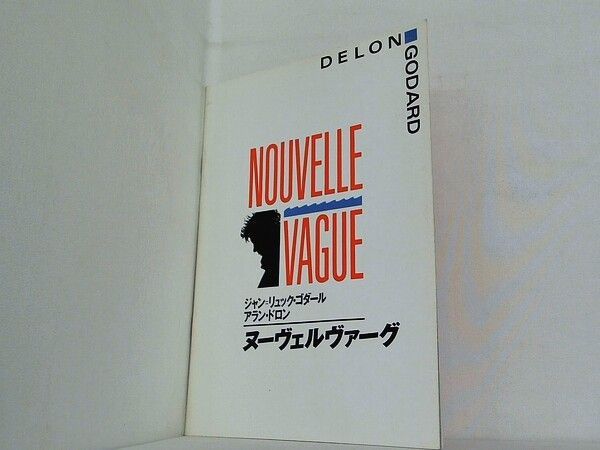 DELON
GODARD
NOUVELLE
VAGUE
ジャン=リュック・ゴダール
アラン・ドロン
ヌーヴェルヴァーグ